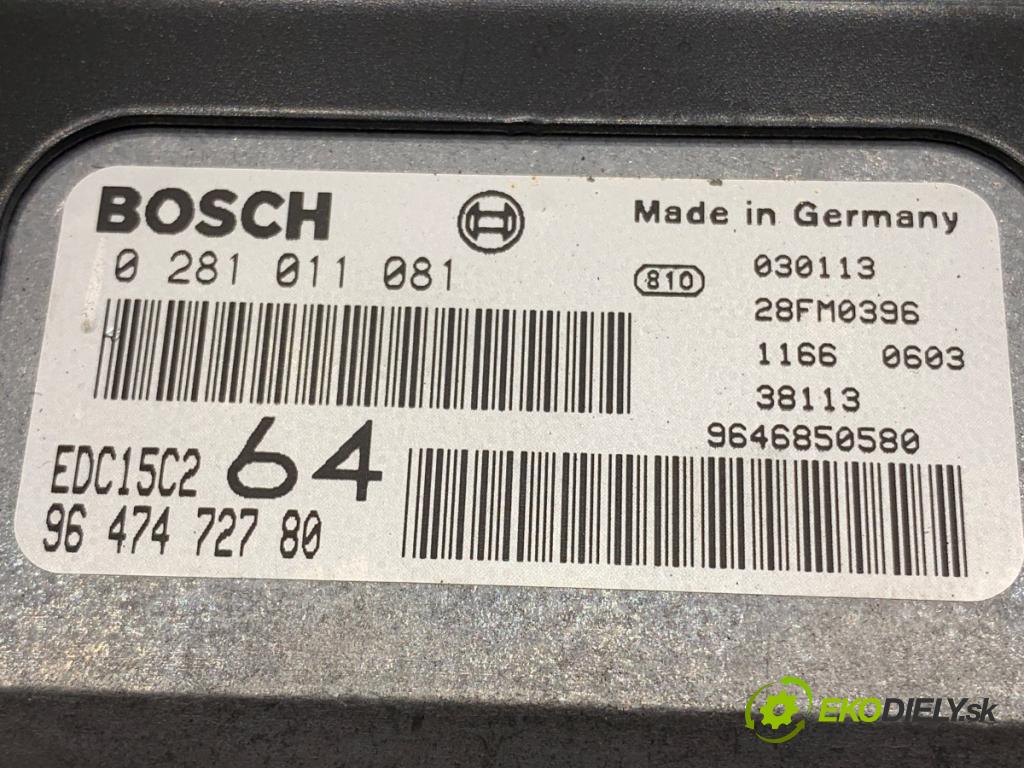 BOSCH
Made in Germany
0 281 011 081
810
030113
28FM0396
1166 0603
38113
9646850580
EDC15C2 64
96 474 727 80
EKODIELY.sk